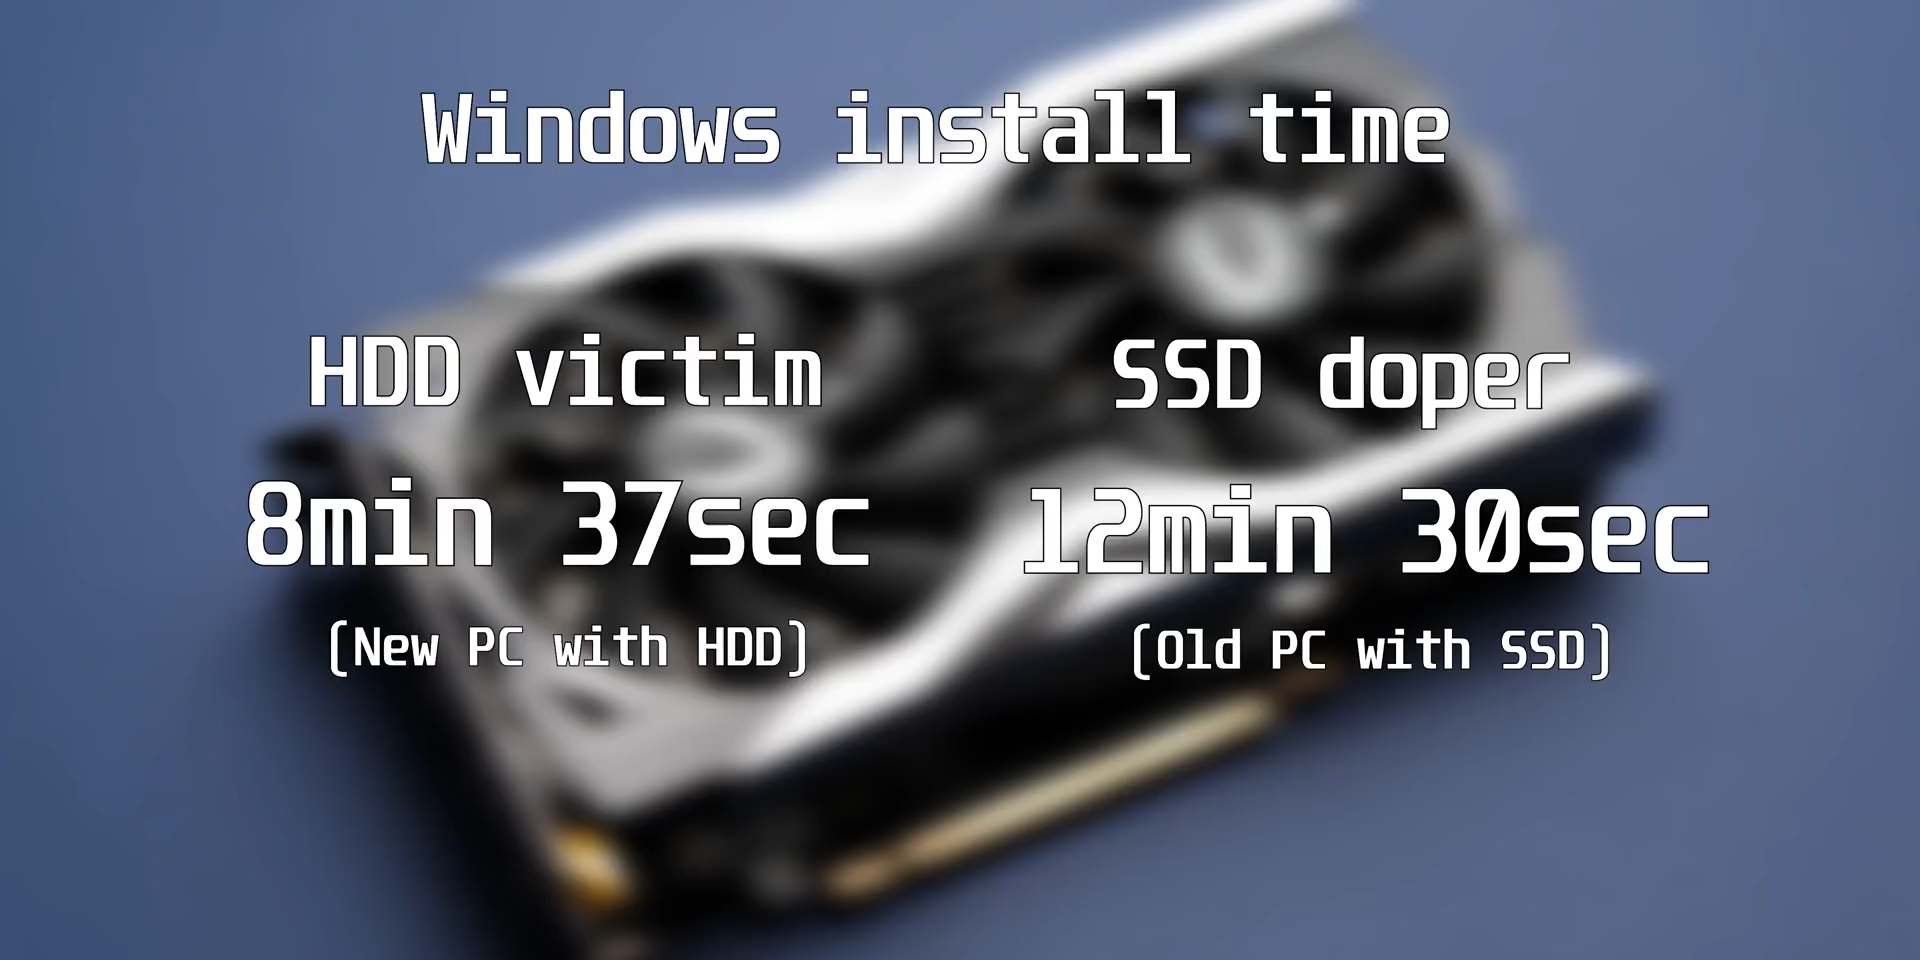 Windows install time
HDD victim
SSD doper
8min 37sec
12min 30sec
(New PC with HDD)
(Old PC with SSD)